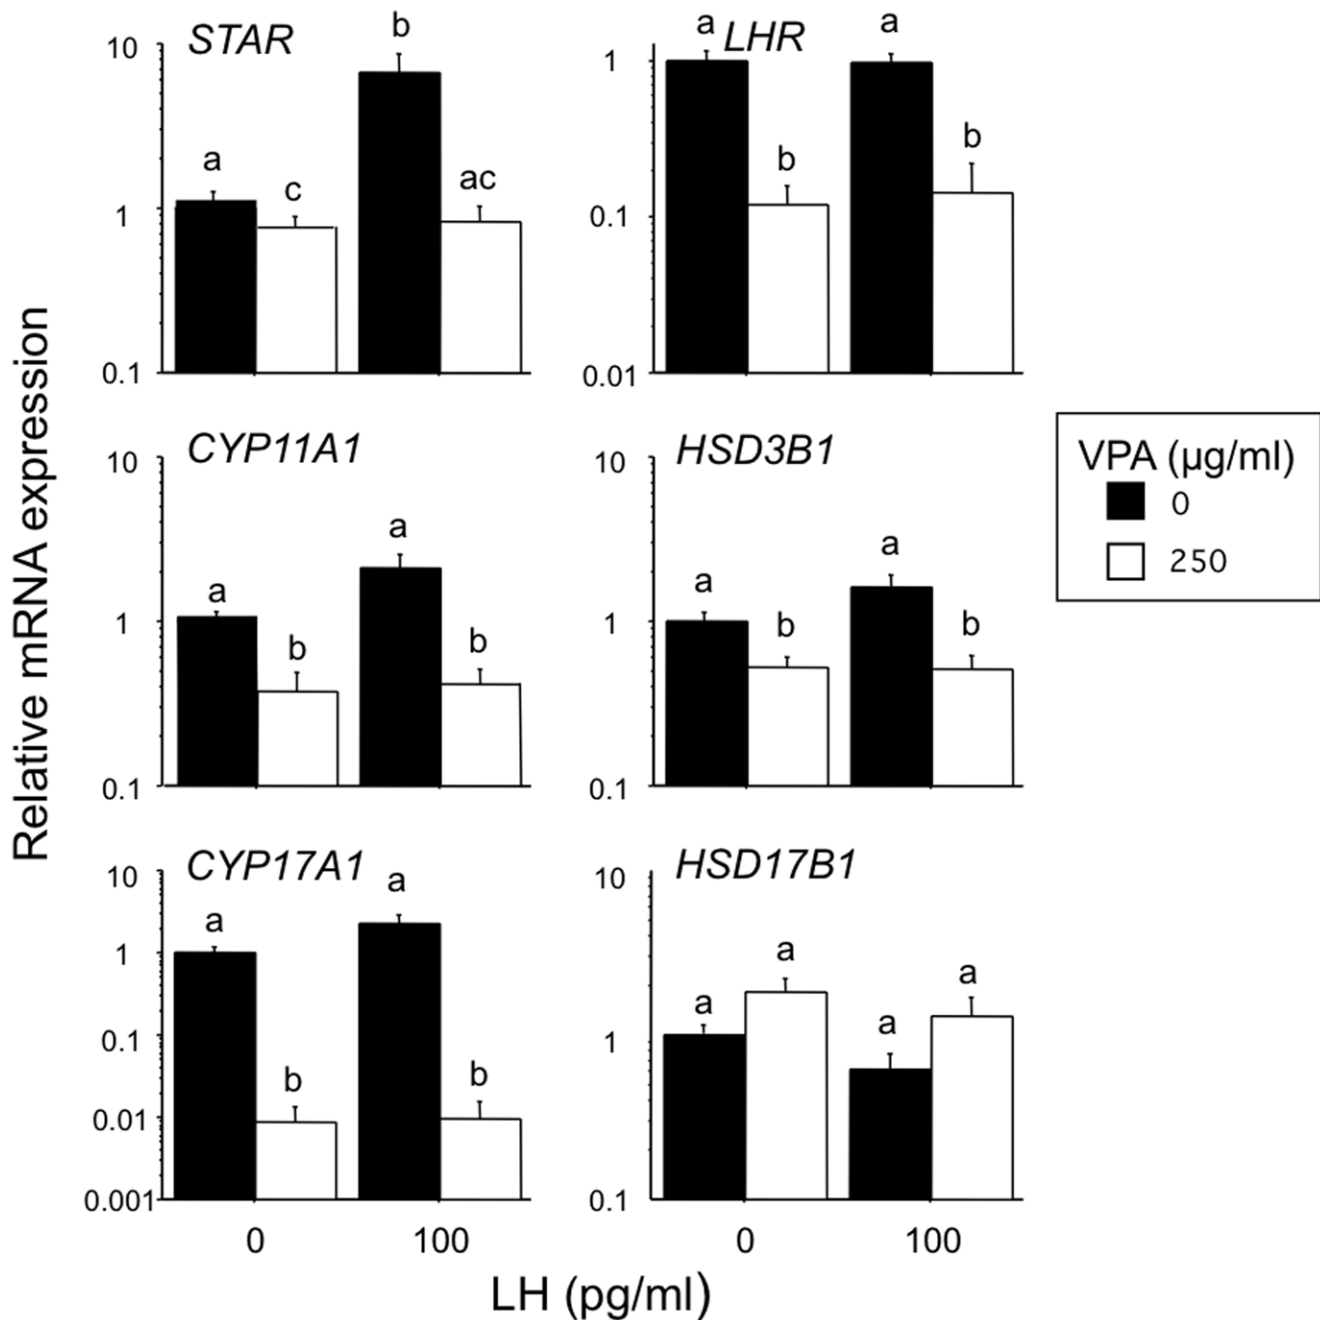 Relative mRNA expression
STAR
10
1
0.1
a
c
b
ac
LHR
1
0.1
0.01
a
b
a
b
CYP11A1
10
1
0.1
a
b
a
b
HSD3B1
10
1
0.1
a
b
a
b
VPA (µg/ml)
0
250
CYP17A1
10
1
0.1
0.01
0.001
a
b
a
b
0
100
HSD17B1
10
1
0.1
a
a
a
a
0
100
LH (pg/ml)